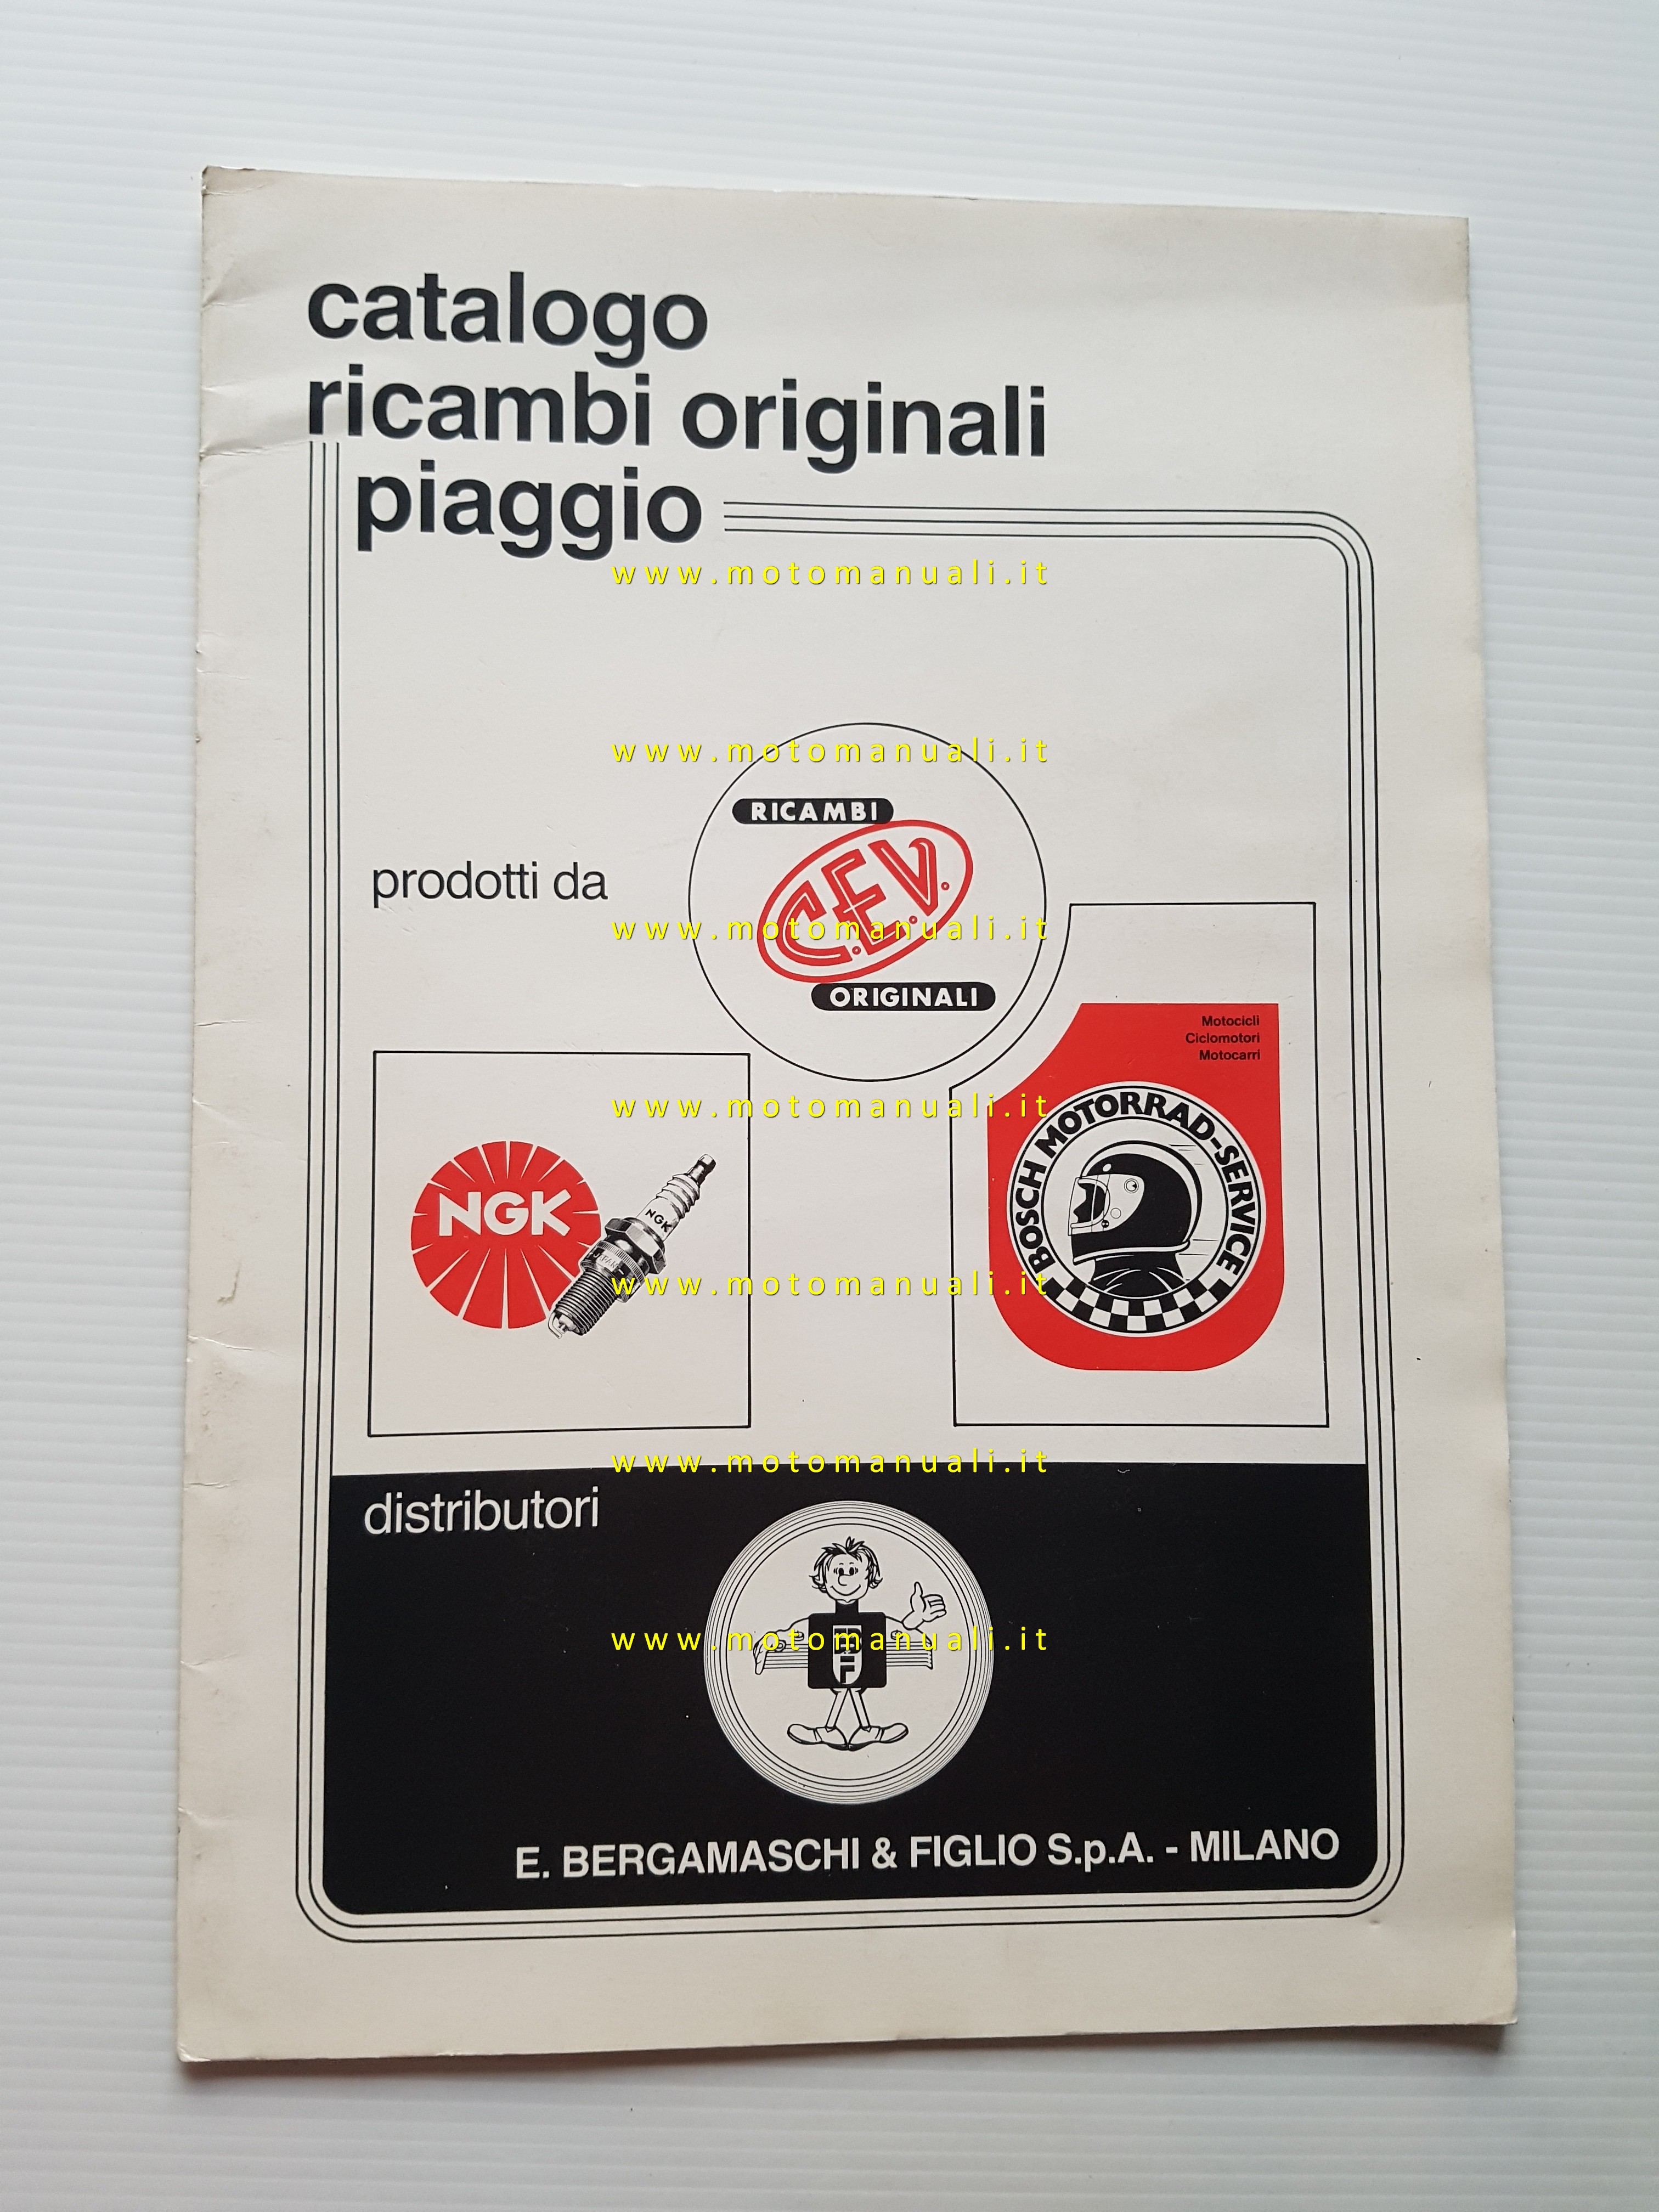 catalogo
ricambi originali
piaggio
www.motomanuali.it
www.motomanuali.it
RICAMBI
C.E.V.
prodotti da
www.motomanuali.it
ORIGINALI
Motocicli
Ciclomotori
Motocarri
www.motomanuali.it
BOSCH MOTORRAD-SERVICE
NGK
NGK
www.motomanuali.it
www.motomanuali.it
distributori
www.motomanuali.it
F
E. BERGAMASCHI & FIGLIO S.p.A. - MILANO